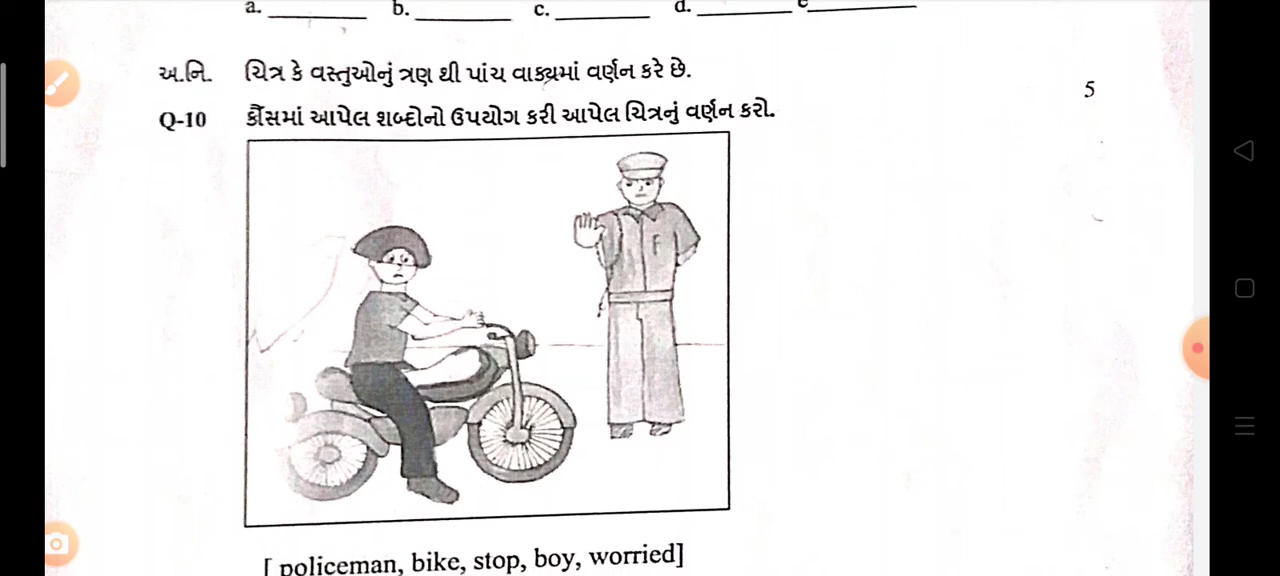 a. ________ b. ________ c. ________ d. ________ e ________
અ.નિ. ચિત્ર કે વસ્તુઓનું ત્રણ થી પાંચ વાક્યમાં વર્ણન કરે છે.
5
Q-10 કૌંસમાં આપેલ શબ્દોનો ઉપયોગ કરી આપેલ ચિત્રનું વર્ણન કરો.
[ policeman, bike, stop, boy, worried]